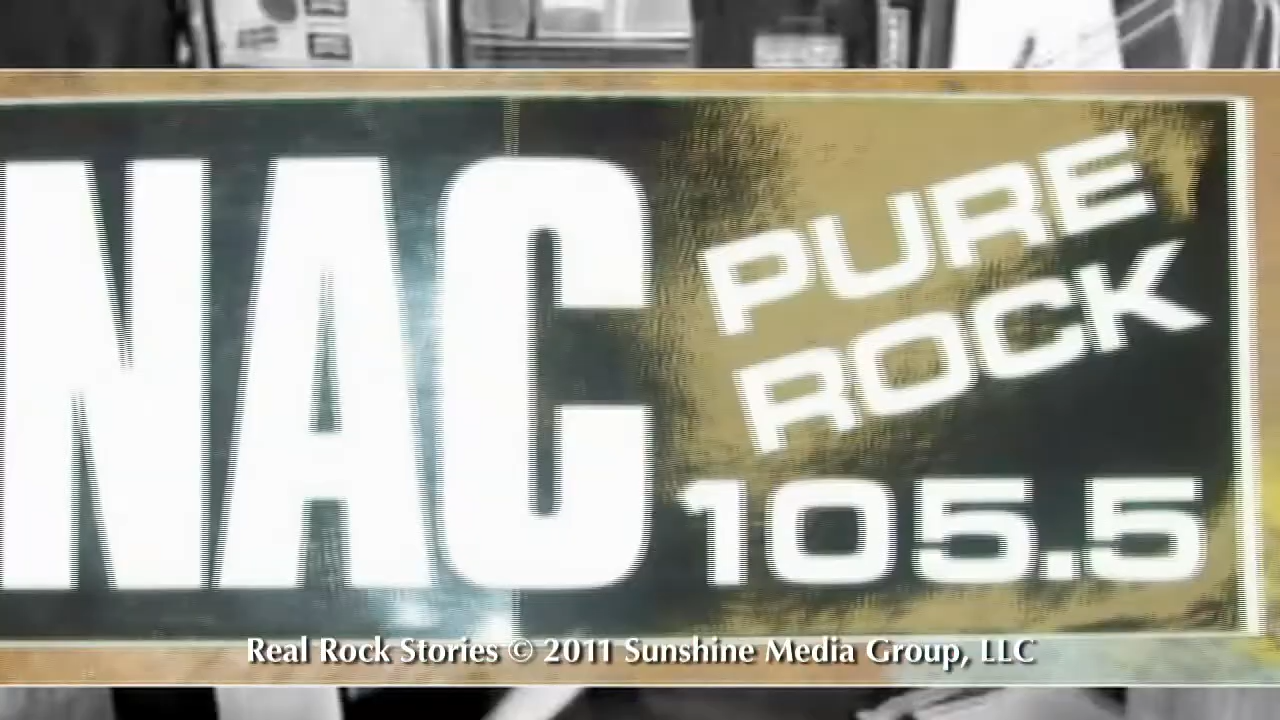 NAC
PURE
ROCK
105.5
Real Rock Stories © 2011 Sunshine Media Group, LLC